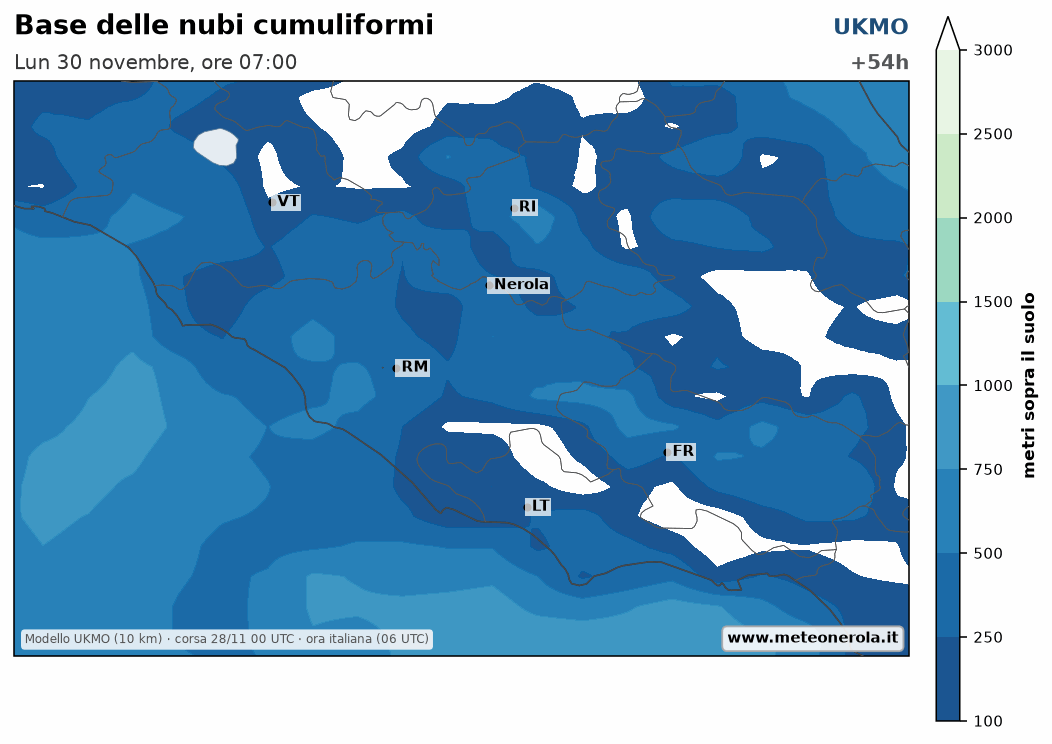 Base delle nubi cumuliformi
UKMO
Lun 30 novembre, ore 07:00
+54h
3000
2500
2000
1500
1000
750
500
250
100
metri sopra il suolo
VT
RI
Nerola
RM
FR
LT
Modello UKMO (10 km) · corsa 28/11 00 UTC · ora italiana (06 UTC)
www.meteonerola.it